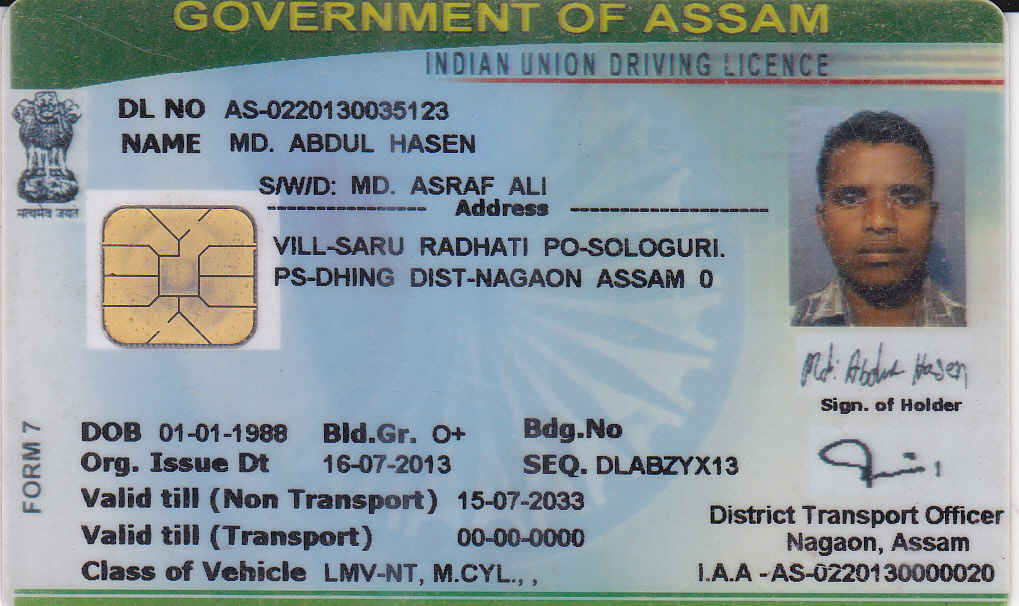 GOVERNMENT OF ASSAM
INDIAN UNION DRIVING LICENCE
DL NO AS-0220130035123
NAME MD. ABDUL HASEN
S/W/D: MD. ASRAF ALI
---------------- Address --------------------
VILL-SARU RADHATI PO-SOLOGURI.
PS-DHING DIST-NAGAON ASSAM 0
सत्यमेव जयते
Md. Abdul Hasen
Sign. of Holder
FORM 7
DOB 01-01-1988 Bld.Gr. O+ Bdg.No
Org. Issue Dt 16-07-2013 SEQ. DLABZYX13
Valid till (Non Transport) 15-07-2033
Valid till (Transport) 00-00-0000
Class of Vehicle LMV-NT, M.CYL., ,
District Transport Officer
Nagaon, Assam
I.A.A - AS-0220130000020